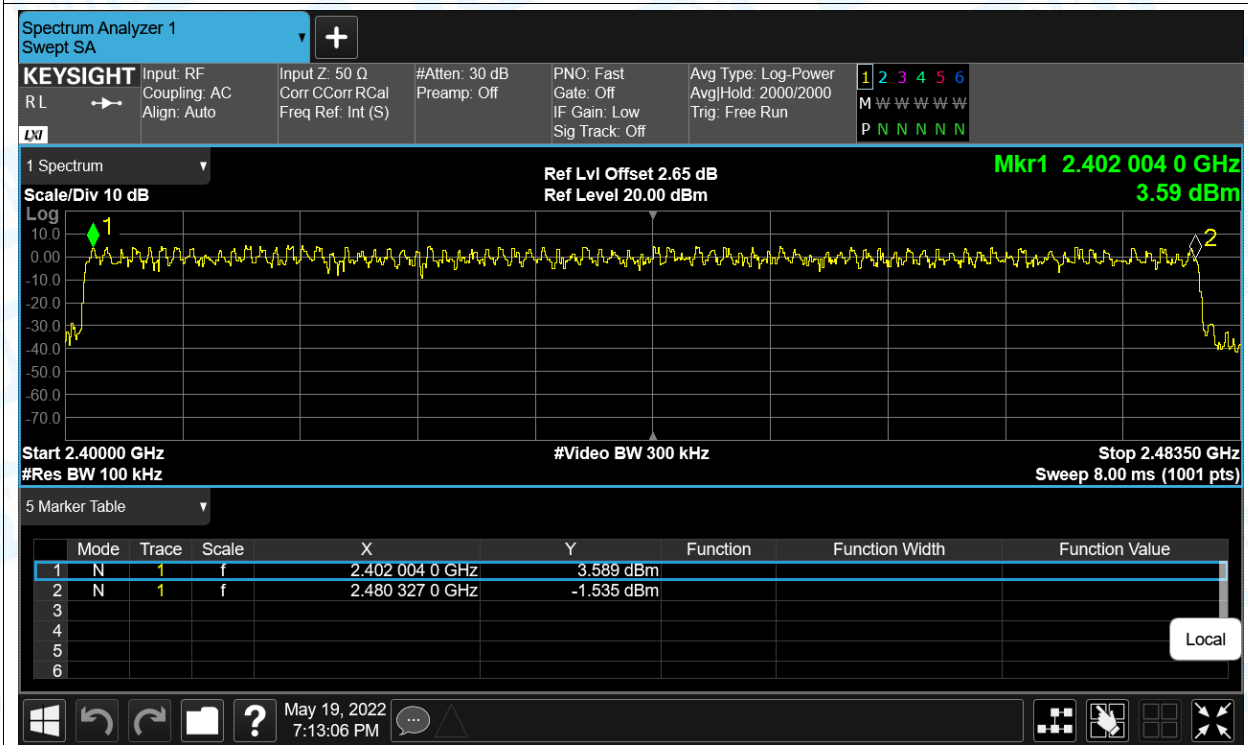 Spectrum Analyzer 1
Swept SA
KEYSIGHT
R L
LXI
Input: RF
Coupling: AC
Align: Auto
Input Z: 50 Ω
Corr CCorr RCal
Freq Ref: Int (S)
#Atten: 30 dB
Preamp: Off
PNO: Fast
Gate: Off
IF Gain: Low
Sig Track: Off
Avg Type: Log-Power
Avg|Hold: 2000/2000
Trig: Free Run
1 2 3 4 5 6
M W W W W W
P N N N N N
1 Spectrum
Scale/Div 10 dB
Ref Lvl Offset 2.65 dB
Ref Level 20.00 dBm
Mkr1 2.402 004 0 GHz
3.59 dBm
Log
10.0
0.00
-10.0
-20.0
-30.0
-40.0
-50.0
-60.0
-70.0
1
2
Start 2.40000 GHz
#Video BW 300 kHz
Stop 2.48350 GHz
#Res BW 100 kHz
Sweep 8.00 ms (1001 pts)
5 Marker Table
Mode Trace Scale X Y Function Function Width Function Value
1 N 1 f 2.402 004 0 GHz 3.589 dBm
2 N 1 f 2.480 327 0 GHz -1.535 dBm
3
4
5
6
Local
?
May 19, 2022
7:13:06 PM